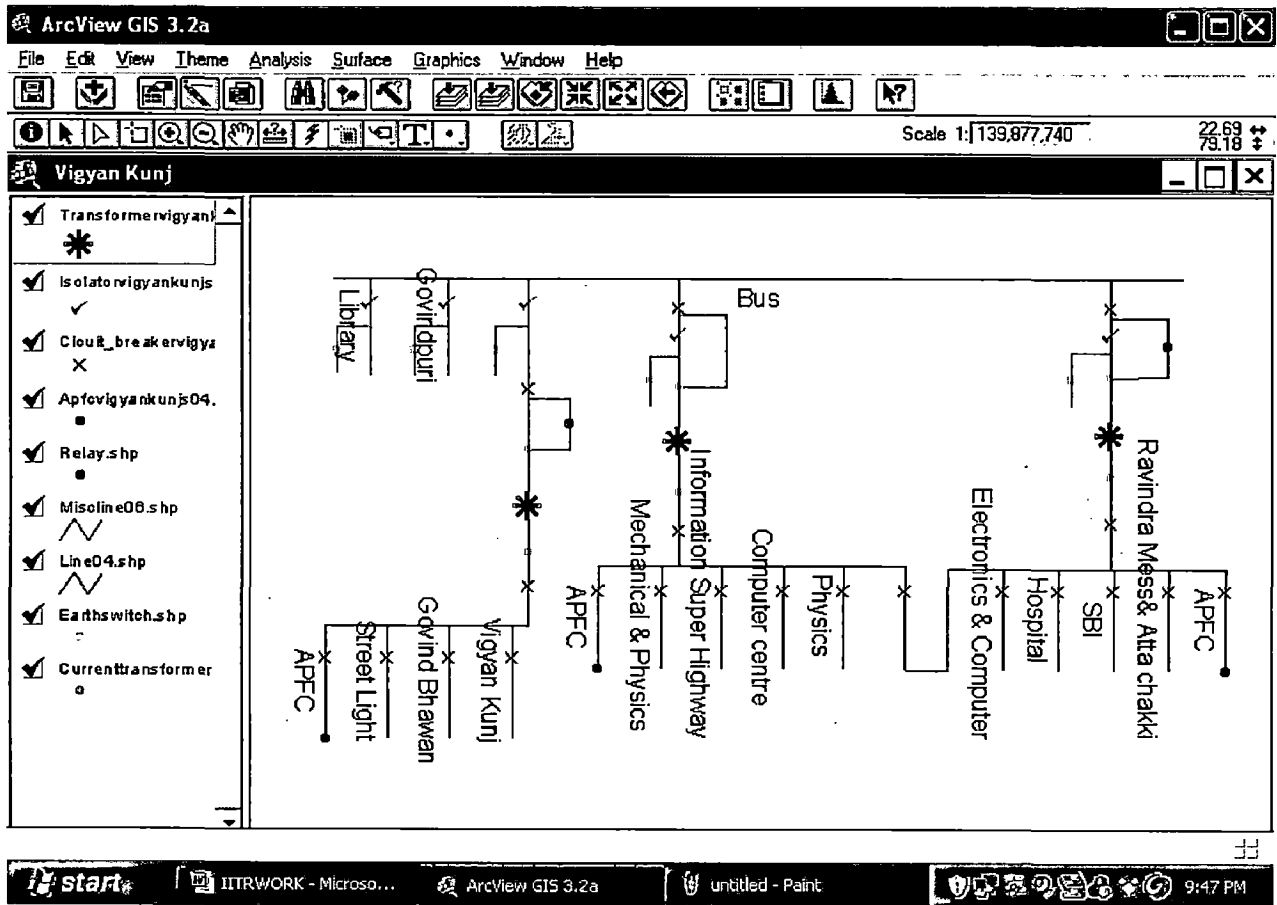 ArcView GIS 3.2a
File Edit View Theme Analysis Surface Graphics Window Help
Scale 1: 139,877,740
22.69
79.18
Vigyan Kunj
Transformervigyank
Isolatorvigyankunjs
Apfcvigyankunjs04.
Relay.shp
Miscline06.shp
Line04.shp
Earthswitch.shp
Currenttransformer
Library
Govindpuri
Bus
APFC
Street Light
Govind Bhawan
Vigyan Kunj
APFC
Mechanical & Physics
Information Super Highway
Computer centre
Physics
Electronics & Computer
Hospital
SBI
Ravindra Mess& Atta chakki
APFC
start
IITRWORK - Microso...
ArcView GIS 3.2a
untitled - Paint
9:47 PM